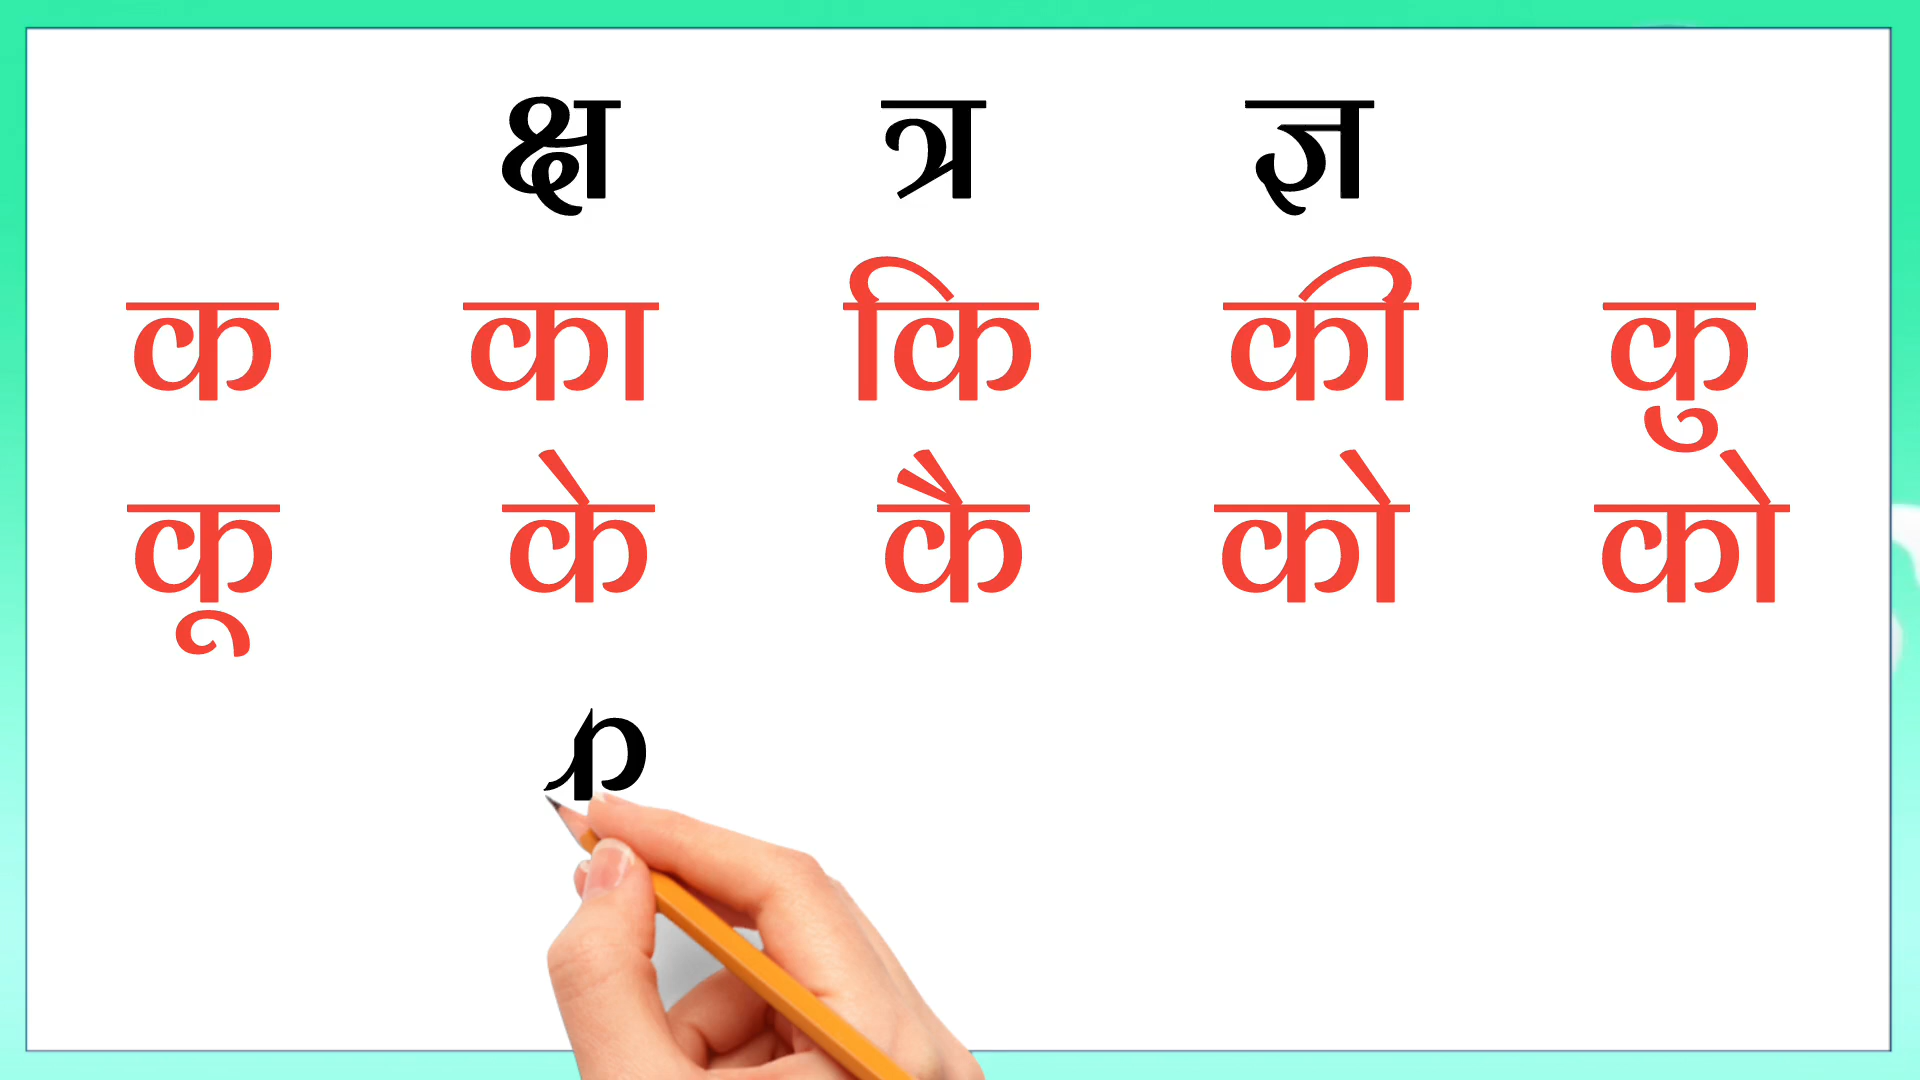 क्ष त्र ज्ञ
क का कि की कु
कू के कै को को